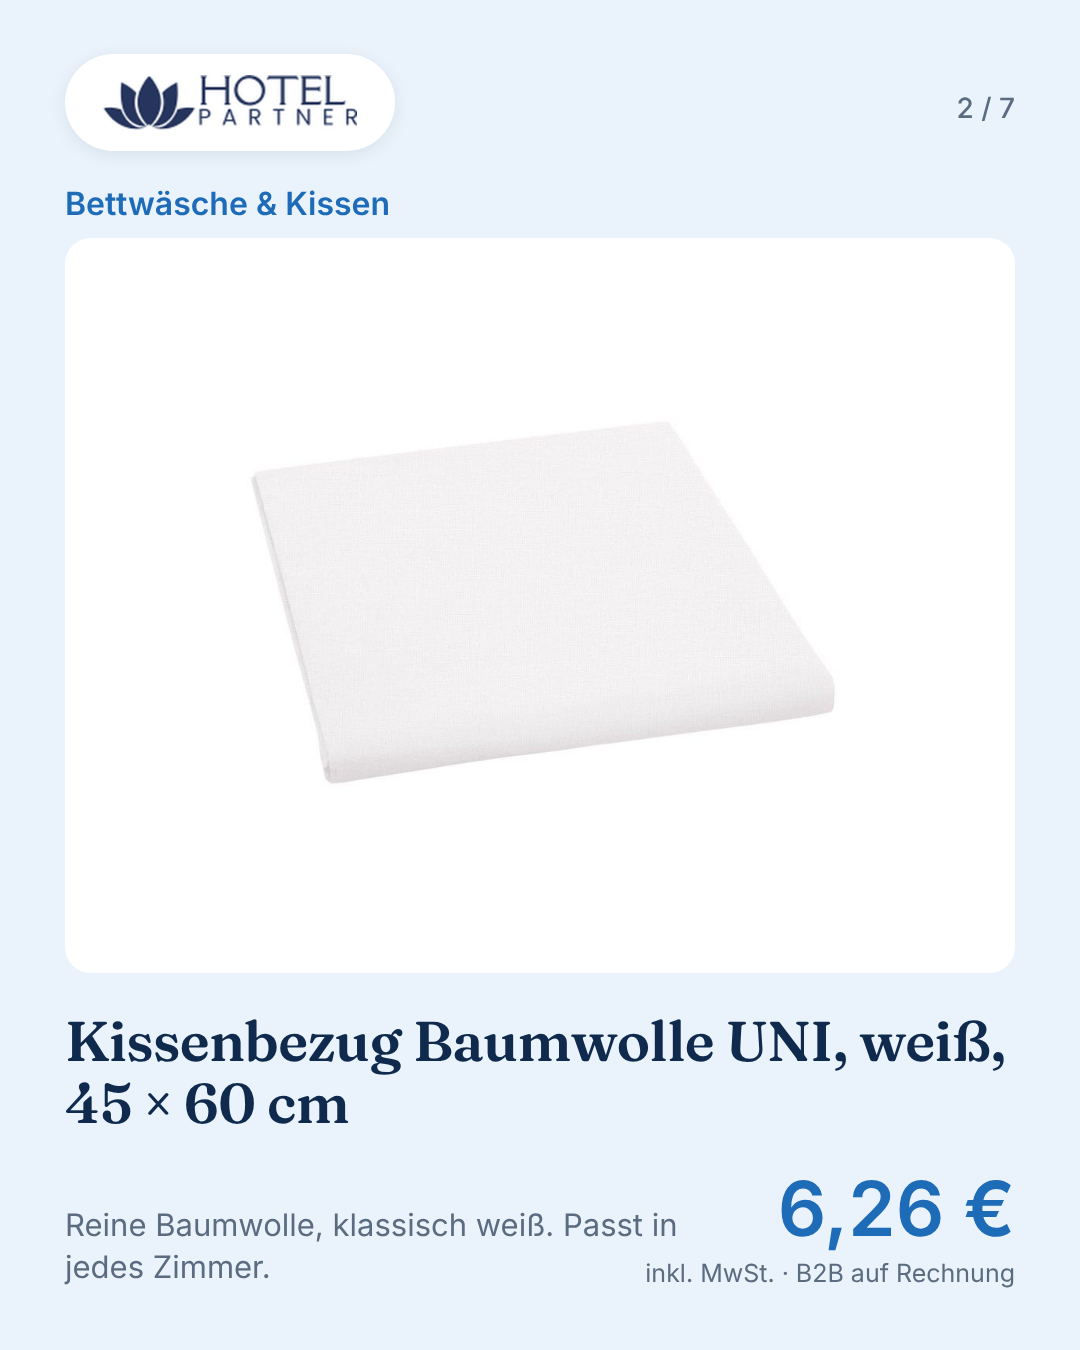 HOTEL
PARTNER
2 / 7
Bettwäsche & Kissen
Kissenbezug Baumwolle UNI, weiß,
45 × 60 cm
Reine Baumwolle, klassisch weiß. Passt in
jedes Zimmer.
6,26 €
inkl. MwSt. · B2B auf Rechnung